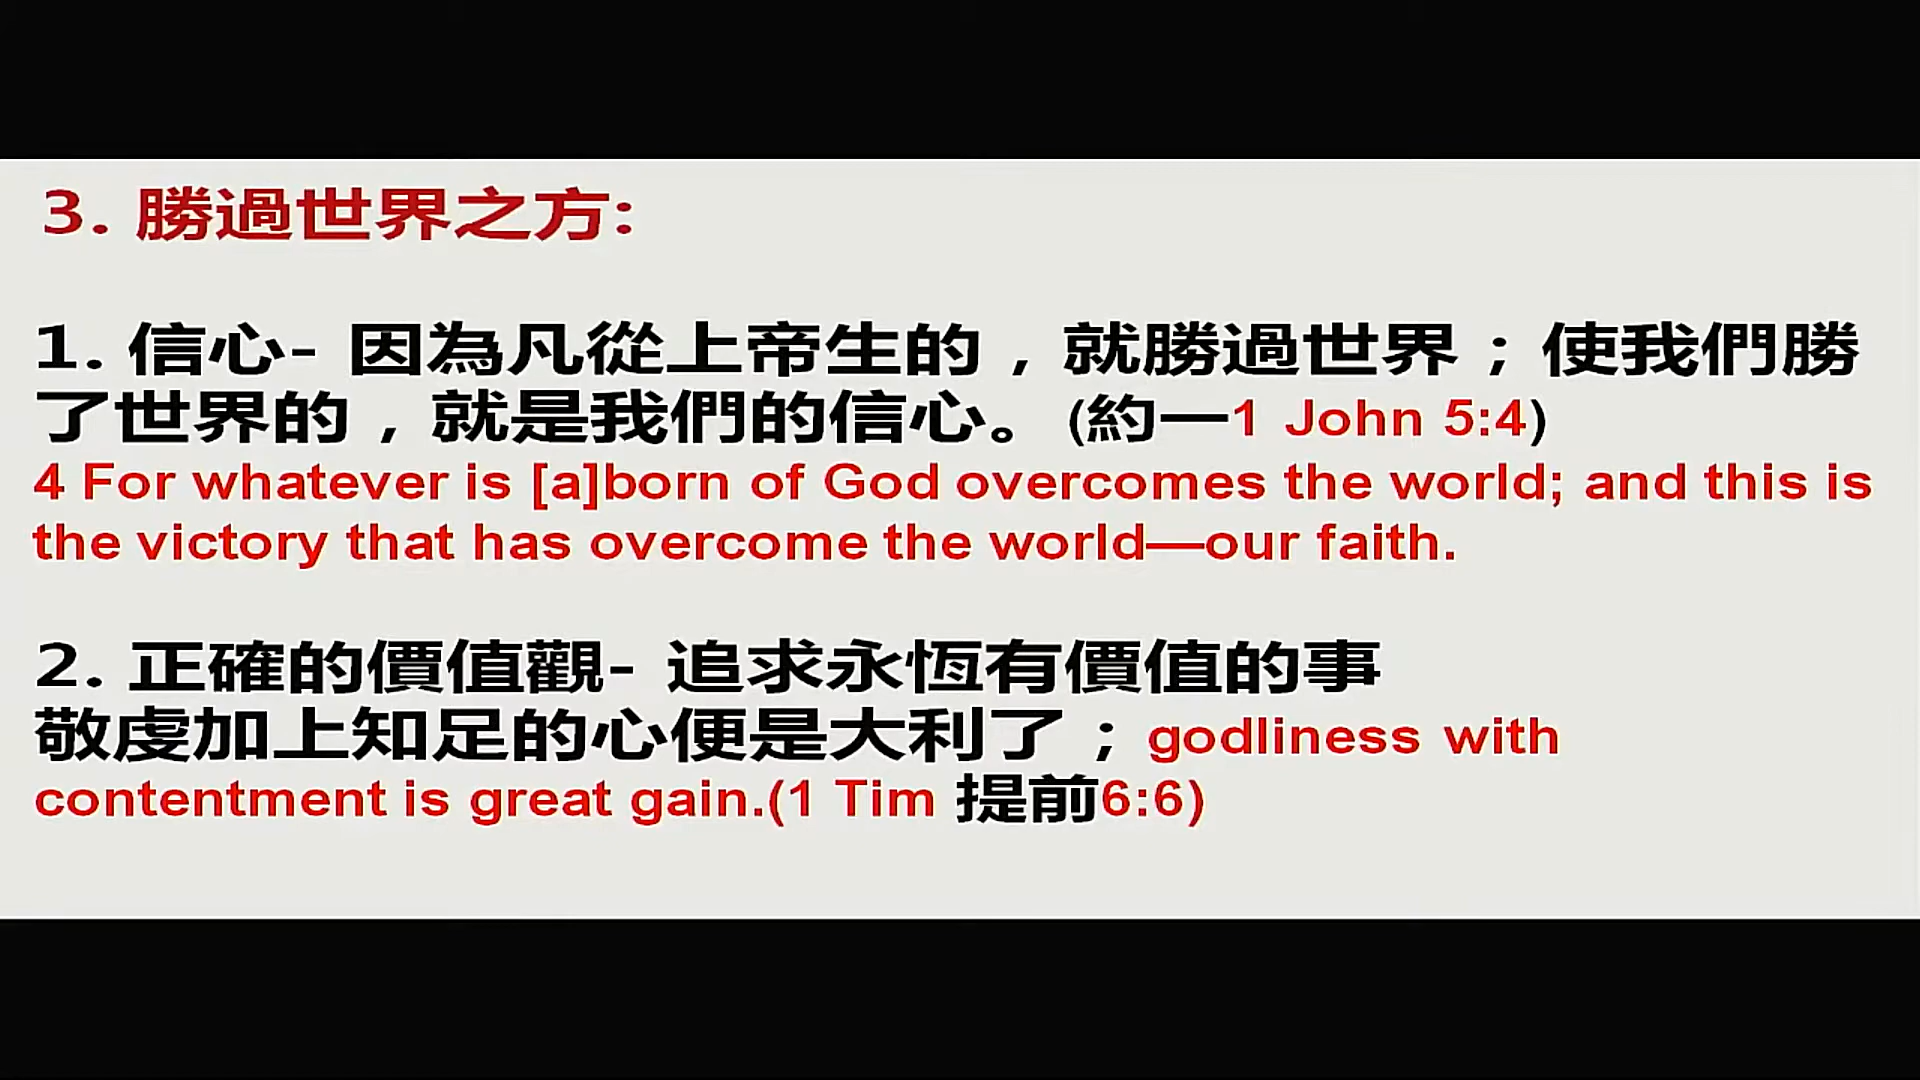 3. 勝過世界之方:
1. 信心- 因為凡從上帝生的，就勝過世界；使我們勝
了世界的，就是我們的信心。(約一1 John 5:4)
4 For whatever is [a]born of God overcomes the world; and this is
the victory that has overcome the world—our faith.
2. 正確的價值觀- 追求永恆有價值的事
敬虔加上知足的心便是大利了；godliness with
contentment is great gain.(1 Tim 提前6:6)